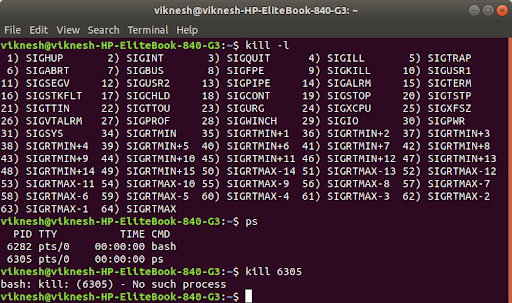 viknesh@viknesh-HP-EliteBook-840-G3: ~
File Edit View Search Terminal Help
viknesh@viknesh-HP-EliteBook-840-G3:~$ kill -l
 1) SIGHUP 2) SIGINT 3) SIGQUIT 4) SIGILL 5) SIGTRAP
 6) SIGABRT 7) SIGBUS 8) SIGFPE 9) SIGKILL 10) SIGUSR1
11) SIGSEGV 12) SIGUSR2 13) SIGPIPE 14) SIGALRM 15) SIGTERM
16) SIGSTKFLT 17) SIGCHLD 18) SIGCONT 19) SIGSTOP 20) SIGTSTP
21) SIGTTIN 22) SIGTTOU 23) SIGURG 24) SIGXCPU 25) SIGXFSZ
26) SIGVTALRM 27) SIGPROF 28) SIGWINCH 29) SIGIO 30) SIGPWR
31) SIGSYS 34) SIGRTMIN 35) SIGRTMIN+1 36) SIGRTMIN+2 37) SIGRTMIN+3
38) SIGRTMIN+4 39) SIGRTMIN+5 40) SIGRTMIN+6 41) SIGRTMIN+7 42) SIGRTMIN+8
43) SIGRTMIN+9 44) SIGRTMIN+10 45) SIGRTMIN+11 46) SIGRTMIN+12 47) SIGRTMIN+13
48) SIGRTMIN+14 49) SIGRTMIN+15 50) SIGRTMAX-14 51) SIGRTMAX-13 52) SIGRTMAX-12
53) SIGRTMAX-11 54) SIGRTMAX-10 55) SIGRTMAX-9 56) SIGRTMAX-8 57) SIGRTMAX-7
58) SIGRTMAX-6 59) SIGRTMAX-5 60) SIGRTMAX-4 61) SIGRTMAX-3 62) SIGRTMAX-2
63) SIGRTMAX-1 64) SIGRTMAX
viknesh@viknesh-HP-EliteBook-840-G3:~$ ps
PID TTY TIME CMD
6282 pts/0 00:00:00 bash
6305 pts/0 00:00:00 ps
viknesh@viknesh-HP-EliteBook-840-G3:~$ kill 6305
bash: kill: (6305) - No such process
viknesh@viknesh-HP-EliteBook-840-G3:~$